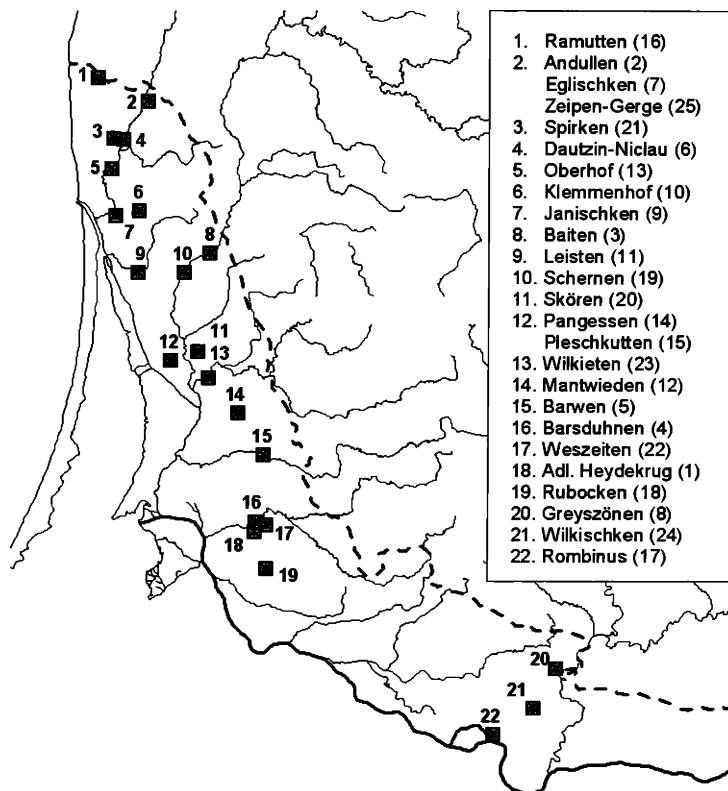 1. Ramutten (16)
2. Andullen (2)
Eglischken (7)
Zeipen-Gerge (25)
3. Spirken (21)
4. Dautzin-Niclau (6)
5. Oberhof (13)
6. Klemmenhof (10)
7. Janischken (9)
8. Baiten (3)
9. Leisten (11)
10. Schernen (19)
11. Skören (20)
12. Pangessen (14)
Pleschkutten (15)
13. Wilkieten (23)
14. Mantwieden (12)
15. Barwen (5)
16. Barsduhnen (4)
17. Weszeiten (22)
18. Adl. Heydekrug (1)
19. Rubocken (18)
20. Greyszönen (8)
21. Wilkischken (24)
22. Rombinus (17)
1
2
3
4
5
6
7
8
9
10
11
12
13
14
15
16
17
18
19
20
21
22